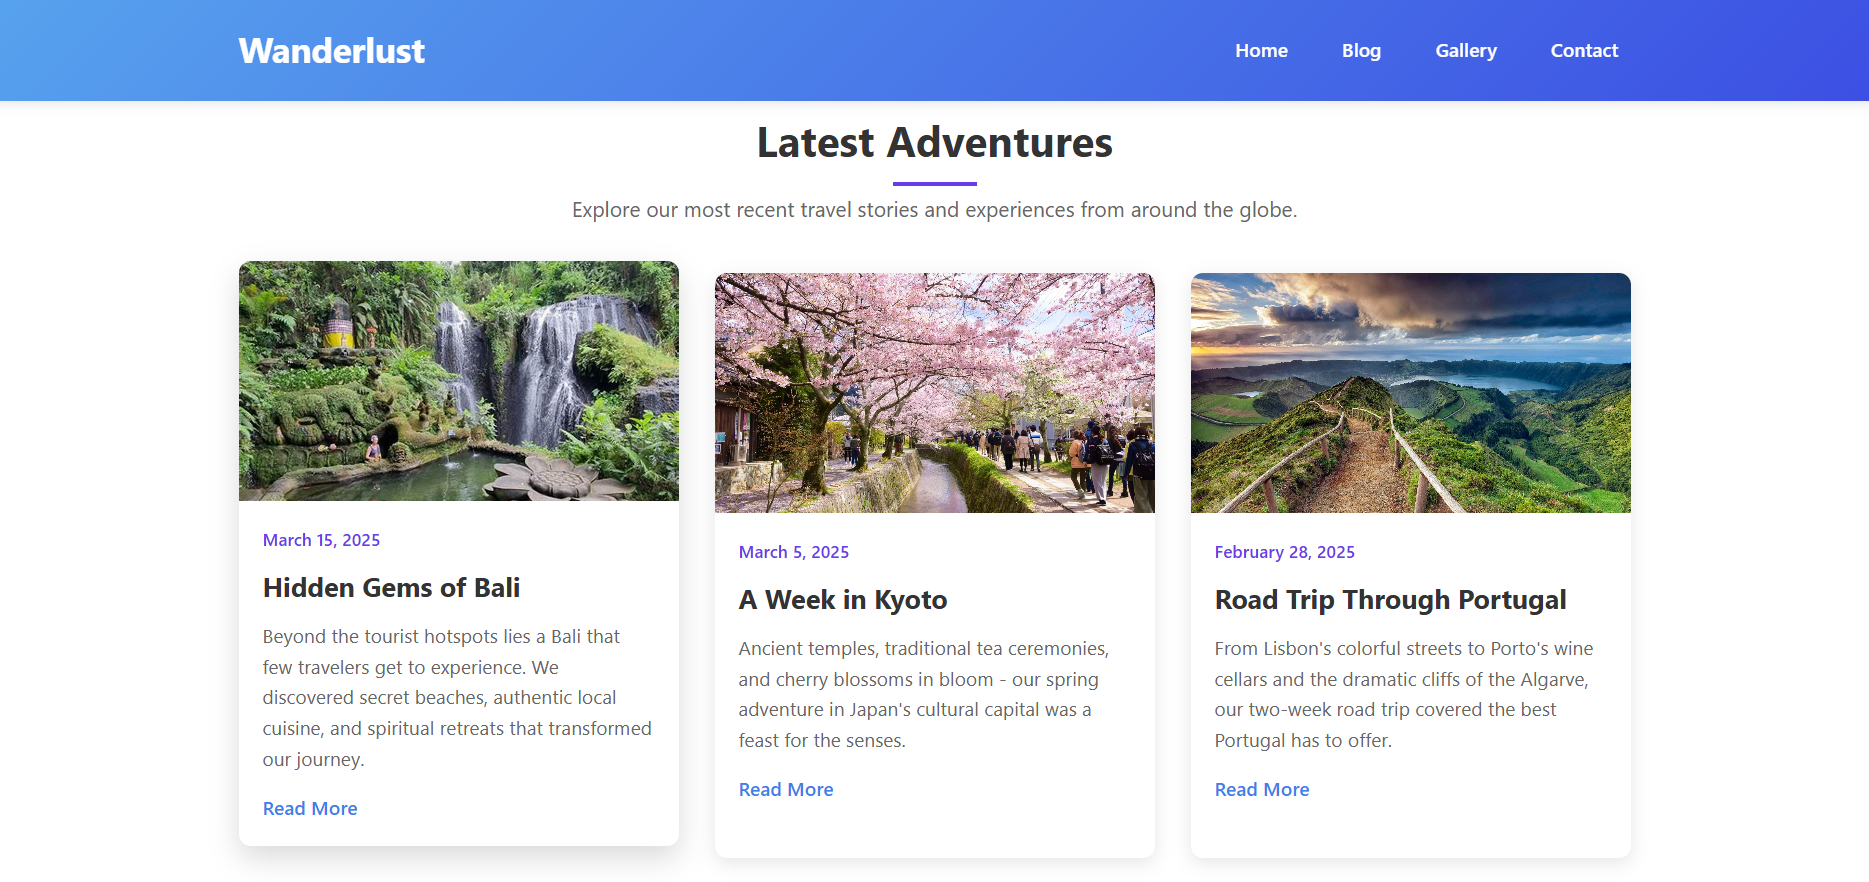 Wanderlust
Home Blog Gallery Contact
Latest Adventures
Explore our most recent travel stories and experiences from around the globe.
March 15, 2025
Hidden Gems of Bali
Beyond the tourist hotspots lies a Bali that
few travelers get to experience. We
discovered secret beaches, authentic local
cuisine, and spiritual retreats that transformed
our journey.
Read More
March 5, 2025
A Week in Kyoto
Ancient temples, traditional tea ceremonies,
and cherry blossoms in bloom - our spring
adventure in Japan's cultural capital was a
feast for the senses.
Read More
February 28, 2025
Road Trip Through Portugal
From Lisbon's colorful streets to Porto's wine
cellars and the dramatic cliffs of the Algarve,
our two-week road trip covered the best
Portugal has to offer.
Read More